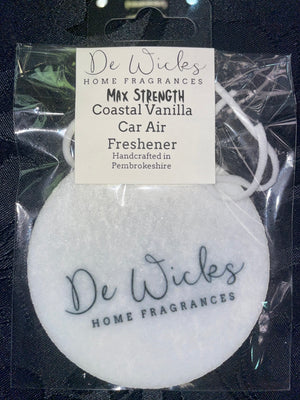 De Wicks
HOME FRAGRANCES
MAX STRENGTH
Coastal Vanilla
Car Air
Freshener
Handcrafted in
Pembrokeshire
De Wicks
HOME FRAGRANCES